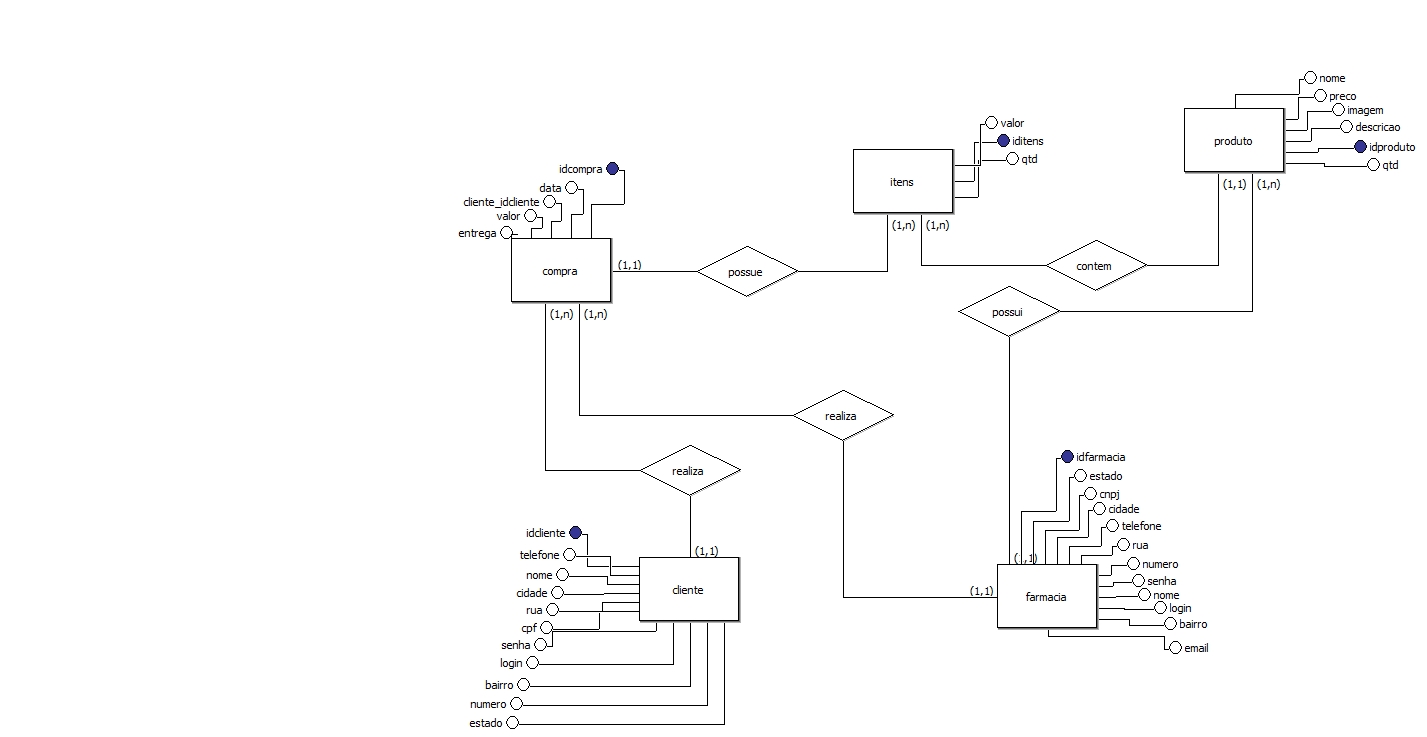 nome
preco
imagem
descricao
idproduto
qtd
produto
(1,1)
(1,n)
valor
iditens
qtd
itens
(1,n)
(1,n)
idcompra
data
cliente_idcliente
valor
entrega
compra
(1,1)
(1,n)
(1,n)
possue
contem
possui
realiza
realiza
idcliente
telefone
nome
cidade
rua
cpf
senha
login
bairro
numero
estado
(1,1)
cliente
idfarmacia
estado
cnpj
cidade
telefone
rua
numero
senha
nome
login
bairro
email
(1,1)
(1,1)
farmacia